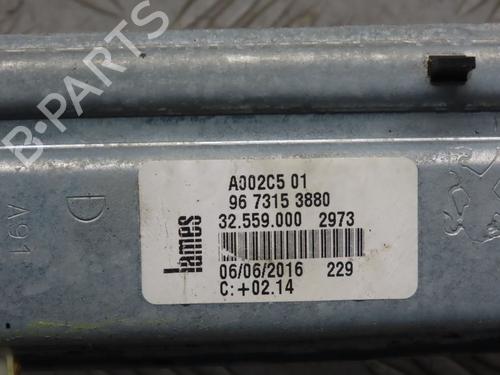 B-PARTS
D
A91
A002C5 01
96 7315 3880
32.559.000 2973
lames
06/06/2016 229
C:+02.14